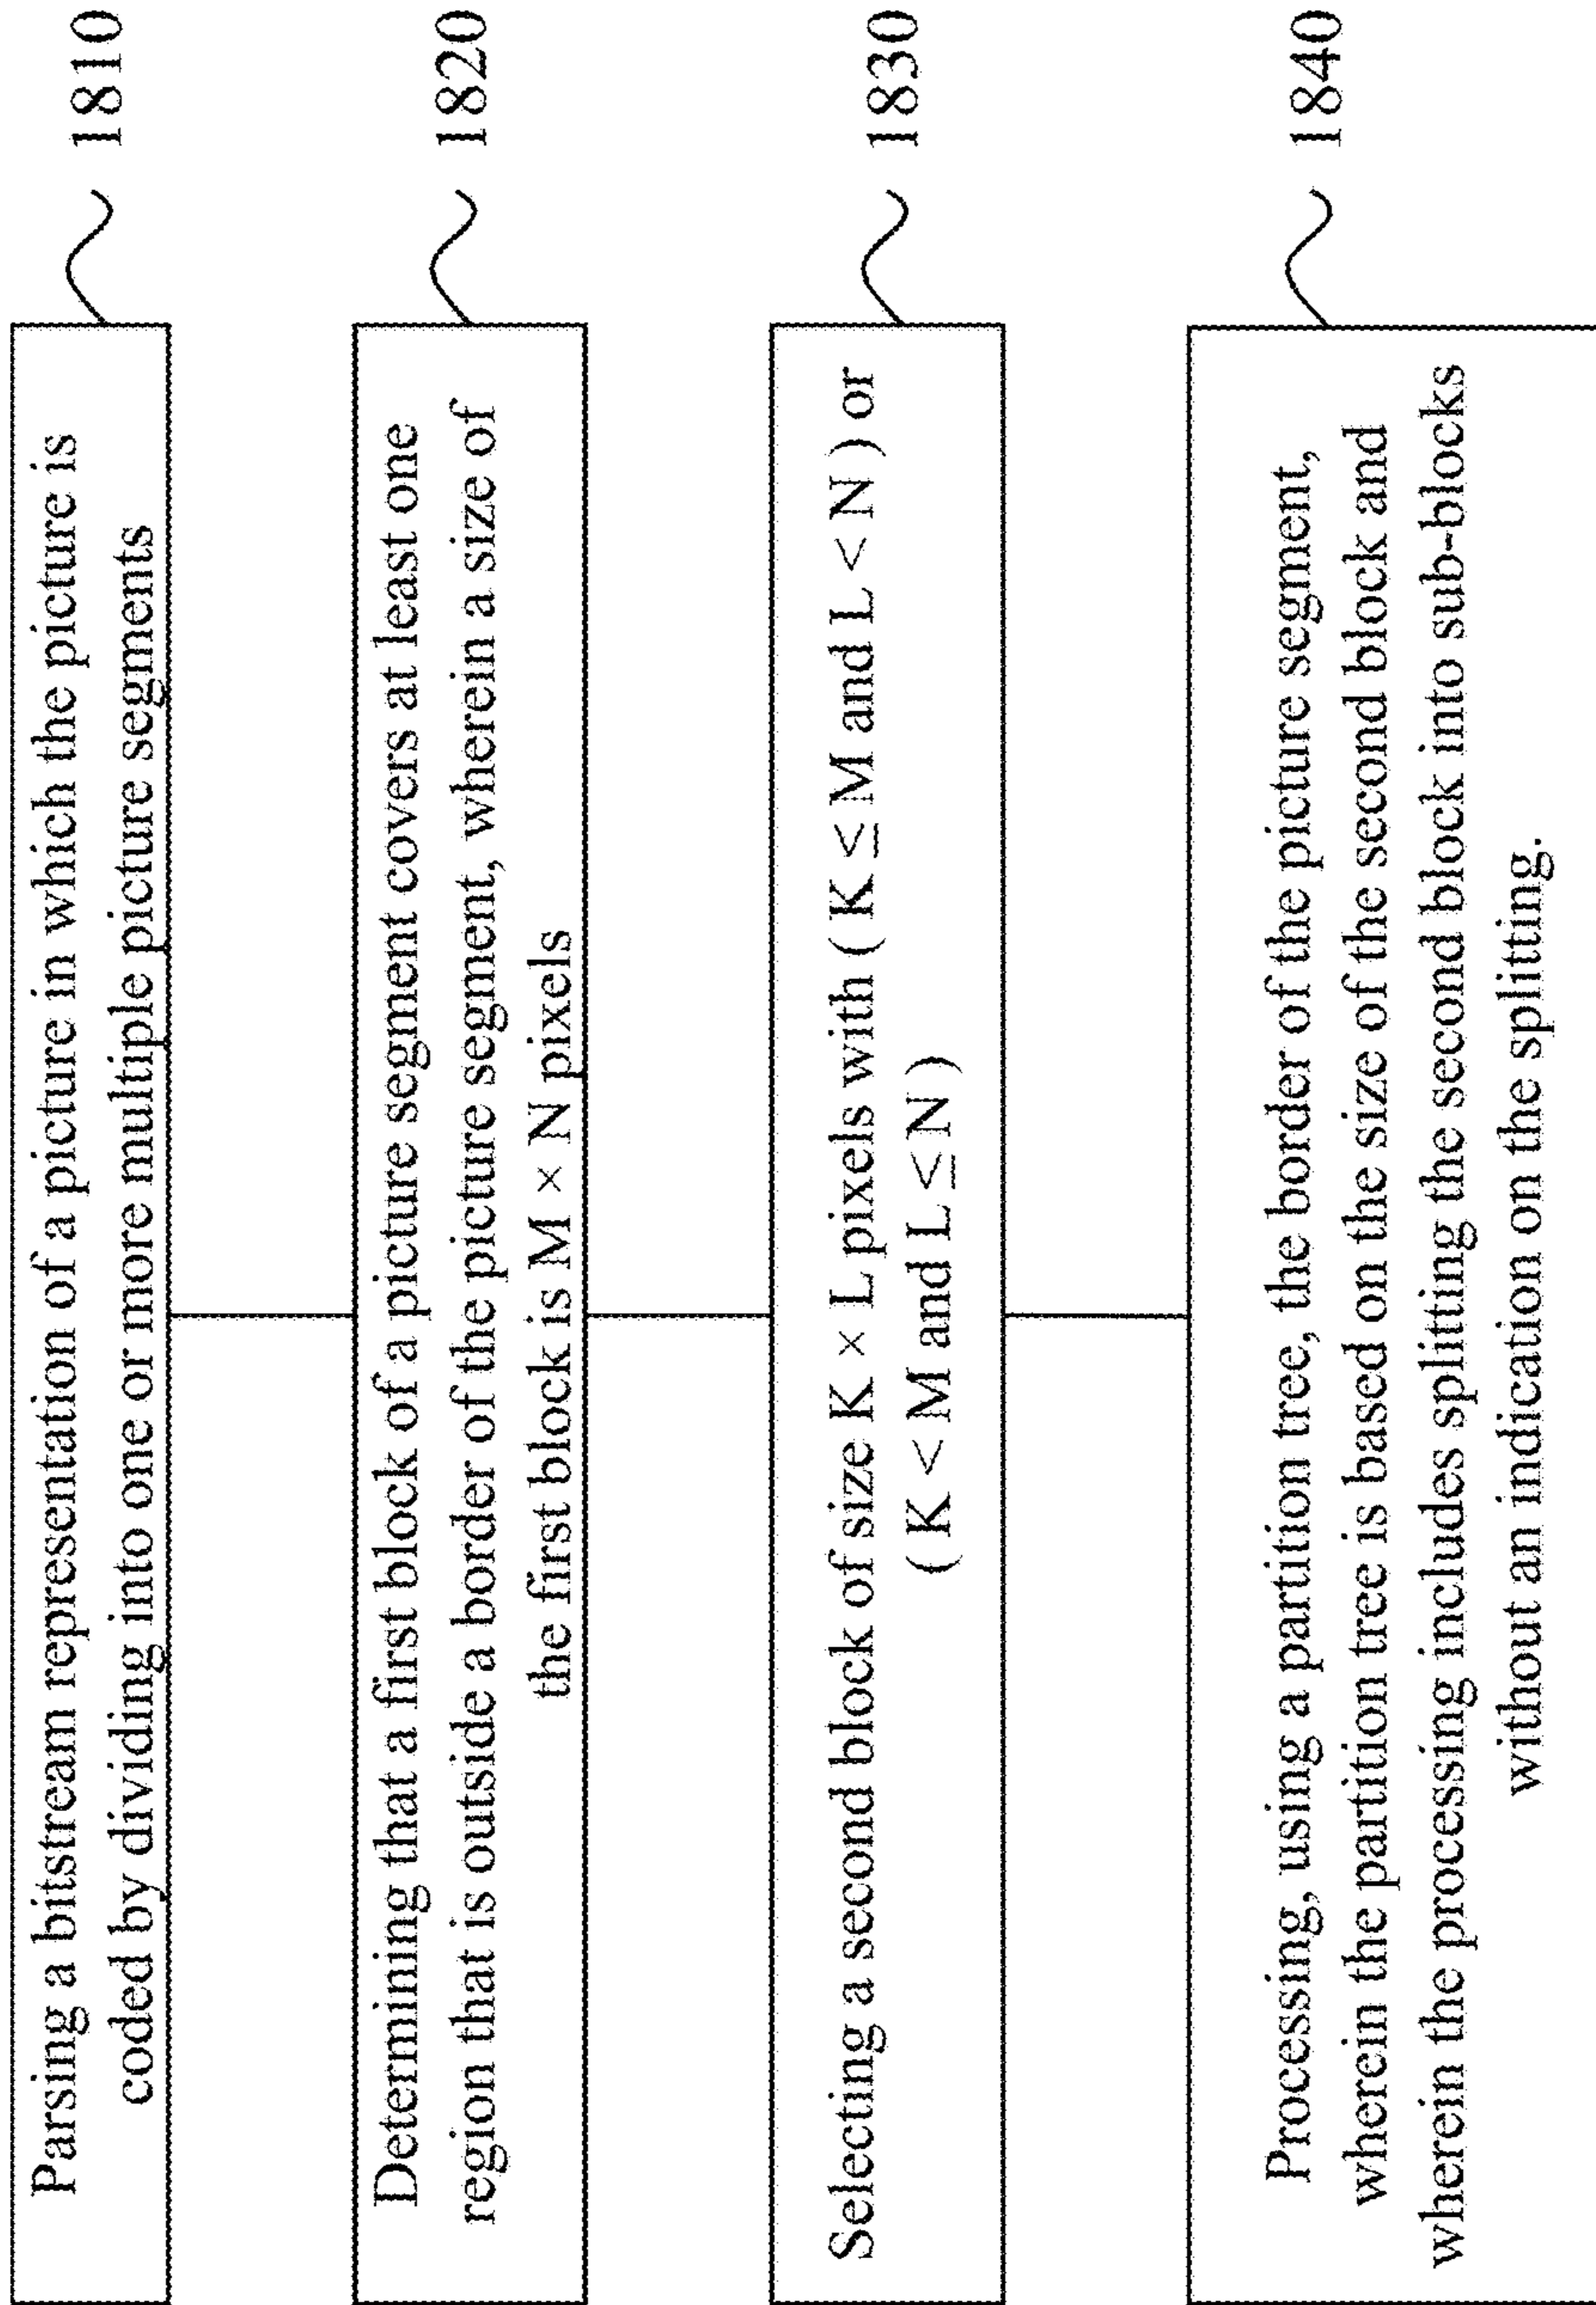 Parsing a bitstream representation of a picture in which the picture is
coded by dividing into one or more multiple picture segments
1810
Determining that a first block of a picture segment covers at least one
region that is outside a border of the picture segment, wherein a size of
the first block is M × N pixels
1820
Selecting a second block of size K × L pixels with ( K ≤ M and L < N ) or
( K < M and L ≤ N )
1830
Processing, using a partition tree, the border of the picture segment,
wherein the partition tree is based on the size of the second block and
wherein the processing includes splitting the second block into sub-blocks
without an indication on the splitting.
1840